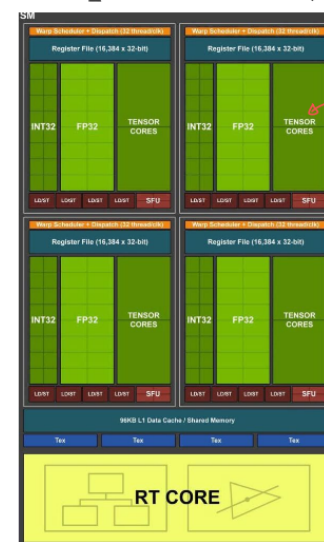 SM
Warp Scheduler + Dispatch (32 thread/clk)
Register File (16,384 x 32-bit)
INT32 FP32 TENSOR
CORES
LD/ST LD/ST LD/ST LD/ST SFU
Warp Scheduler + Dispatch (32 thread/clk)
Register File (16,384 x 32-bit)
INT32 FP32 TENSOR
CORES
LD/ST LD/ST LD/ST LD/ST SFU
Warp Scheduler + Dispatch (32 thread/clk)
Register File (16,384 x 32-bit)
INT32 FP32 TENSOR
CORES
LD/ST LD/ST LD/ST LD/ST SFU
Warp Scheduler + Dispatch (32 thread/clk)
Register File (16,384 x 32-bit)
INT32 FP32 TENSOR
CORES
LD/ST LD/ST LD/ST LD/ST SFU
96KB L1 Data Cache / Shared Memory
Tex Tex Tex Tex
RT CORE